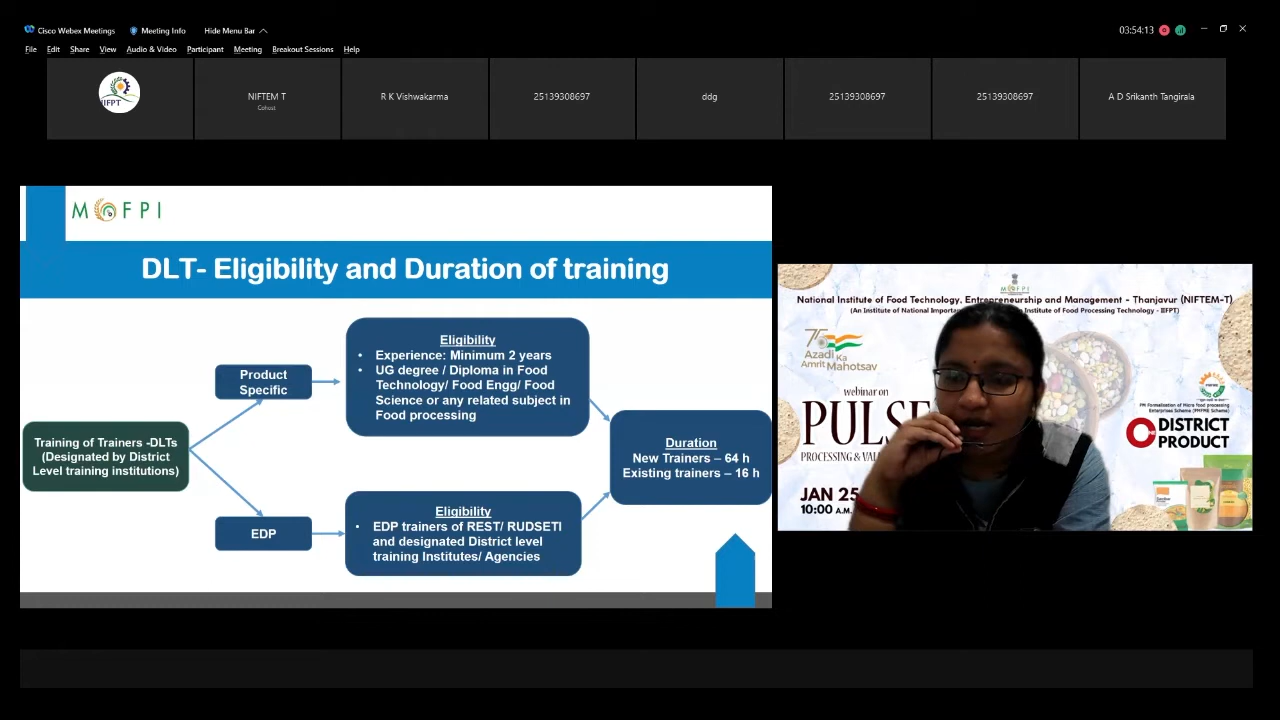 Cisco Webex Meetings Meeting Info Hide Menu Bar
03:54:13
File Edit Share View Audio & Video Participant Meeting Breakout Sessions Help
IIFPT
NIFTEM T
Cohost
R K Vishwakarma
25139308697
ddg
25139308697
25139308697
A D Srikanth Tangirala
MOFPI
DLT- Eligibility and Duration of training
Training of Trainers -DLTs
(Designated by District
Level training institutions)
Product
Specific
Eligibility
• Experience: Minimum 2 years
• UG degree / Diploma in Food
Technology/ Food Engg/ Food
Science or any related subject in
Food processing
EDP
Eligibility
• EDP trainers of REST/ RUDSETI
and designated District level
training Institutes/ Agencies
Duration
New Trainers – 64 h
Existing trainers – 16 h
MOFPI
National Institute of Food Technology, Entrepreneurship and Management - Thanjavur (NIFTEM-T)
(An Institute of National Importan Institute of Food Processing Technology - IIFPT)
75
Azadi Ka
Amrit Mahotsav
webinar on
PULSE
PROCESSING & VAL
JAN 25
10:00 A.M.
PM Formalisation of Micro food processing
Enterprises Scheme (PMFME Scheme)
DISTRICT
PRODUCT